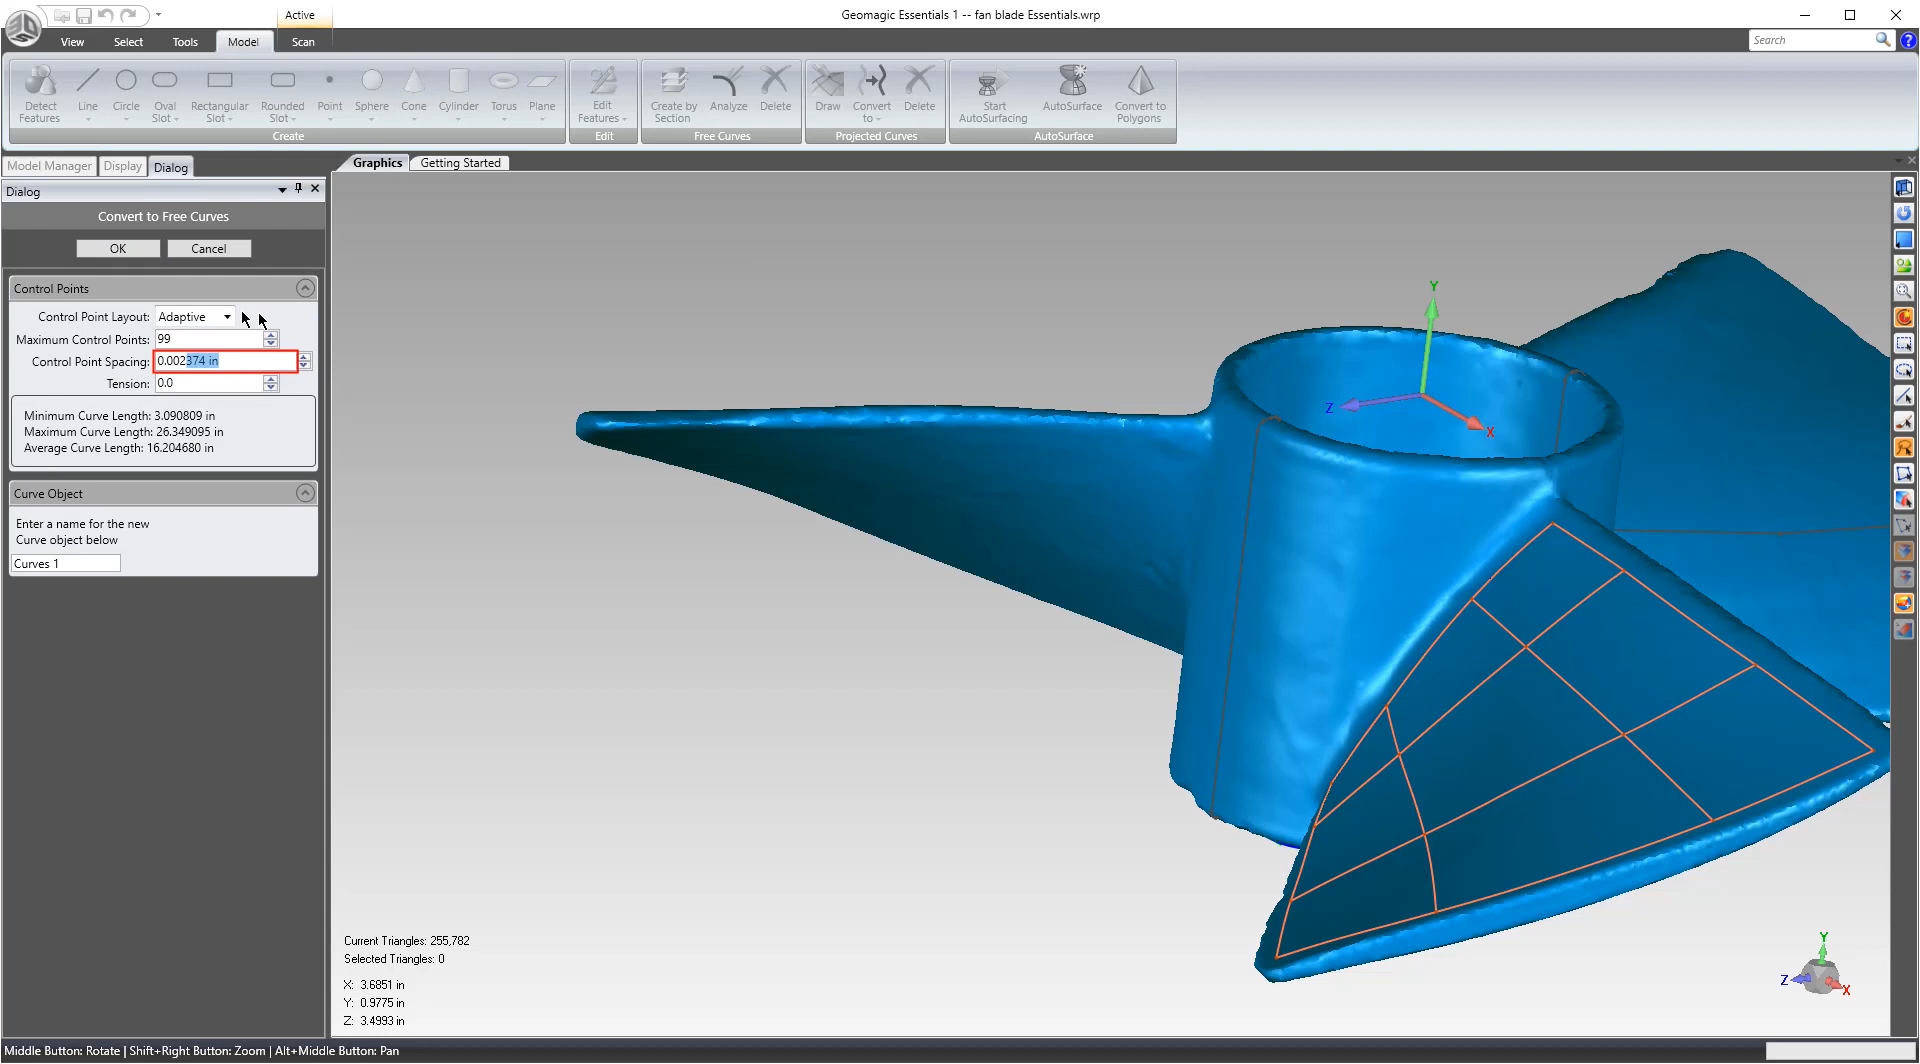 Active
Geomagic Essentials 1 -- fan blade Essentials.wrp
View Select Tools Model Scan
Search
Detect Features
Line
Circle
Oval Slot
Rectangular Slot
Rounded Slot
Point
Sphere
Cone
Cylinder
Torus
Plane
Create
Edit Features
Edit
Create by Section
Analyze
Delete
Free Curves
Draw
Convert to
Delete
Projected Curves
Start AutoSurfacing
AutoSurface
Convert to Polygons
AutoSurface
Model Manager Display Dialog
Graphics Getting Started
Dialog
Convert to Free Curves
OK Cancel
Control Points
Control Point Layout: Adaptive
Maximum Control Points: 99
Control Point Spacing: 0.002374 in
Tension: 0.0
Minimum Curve Length: 3.090809 in
Maximum Curve Length: 26.349095 in
Average Curve Length: 16.204680 in
Curve Object
Enter a name for the new
Curve object below
Curves 1
Y
Z
X
Current Triangles: 255,782
Selected Triangles: 0
X: 3.6851 in
Y: 0.9775 in
Z: 3.4993 in
Y
Z
X
Middle Button: Rotate | Shift+Right Button: Zoom | Alt+Middle Button: Pan